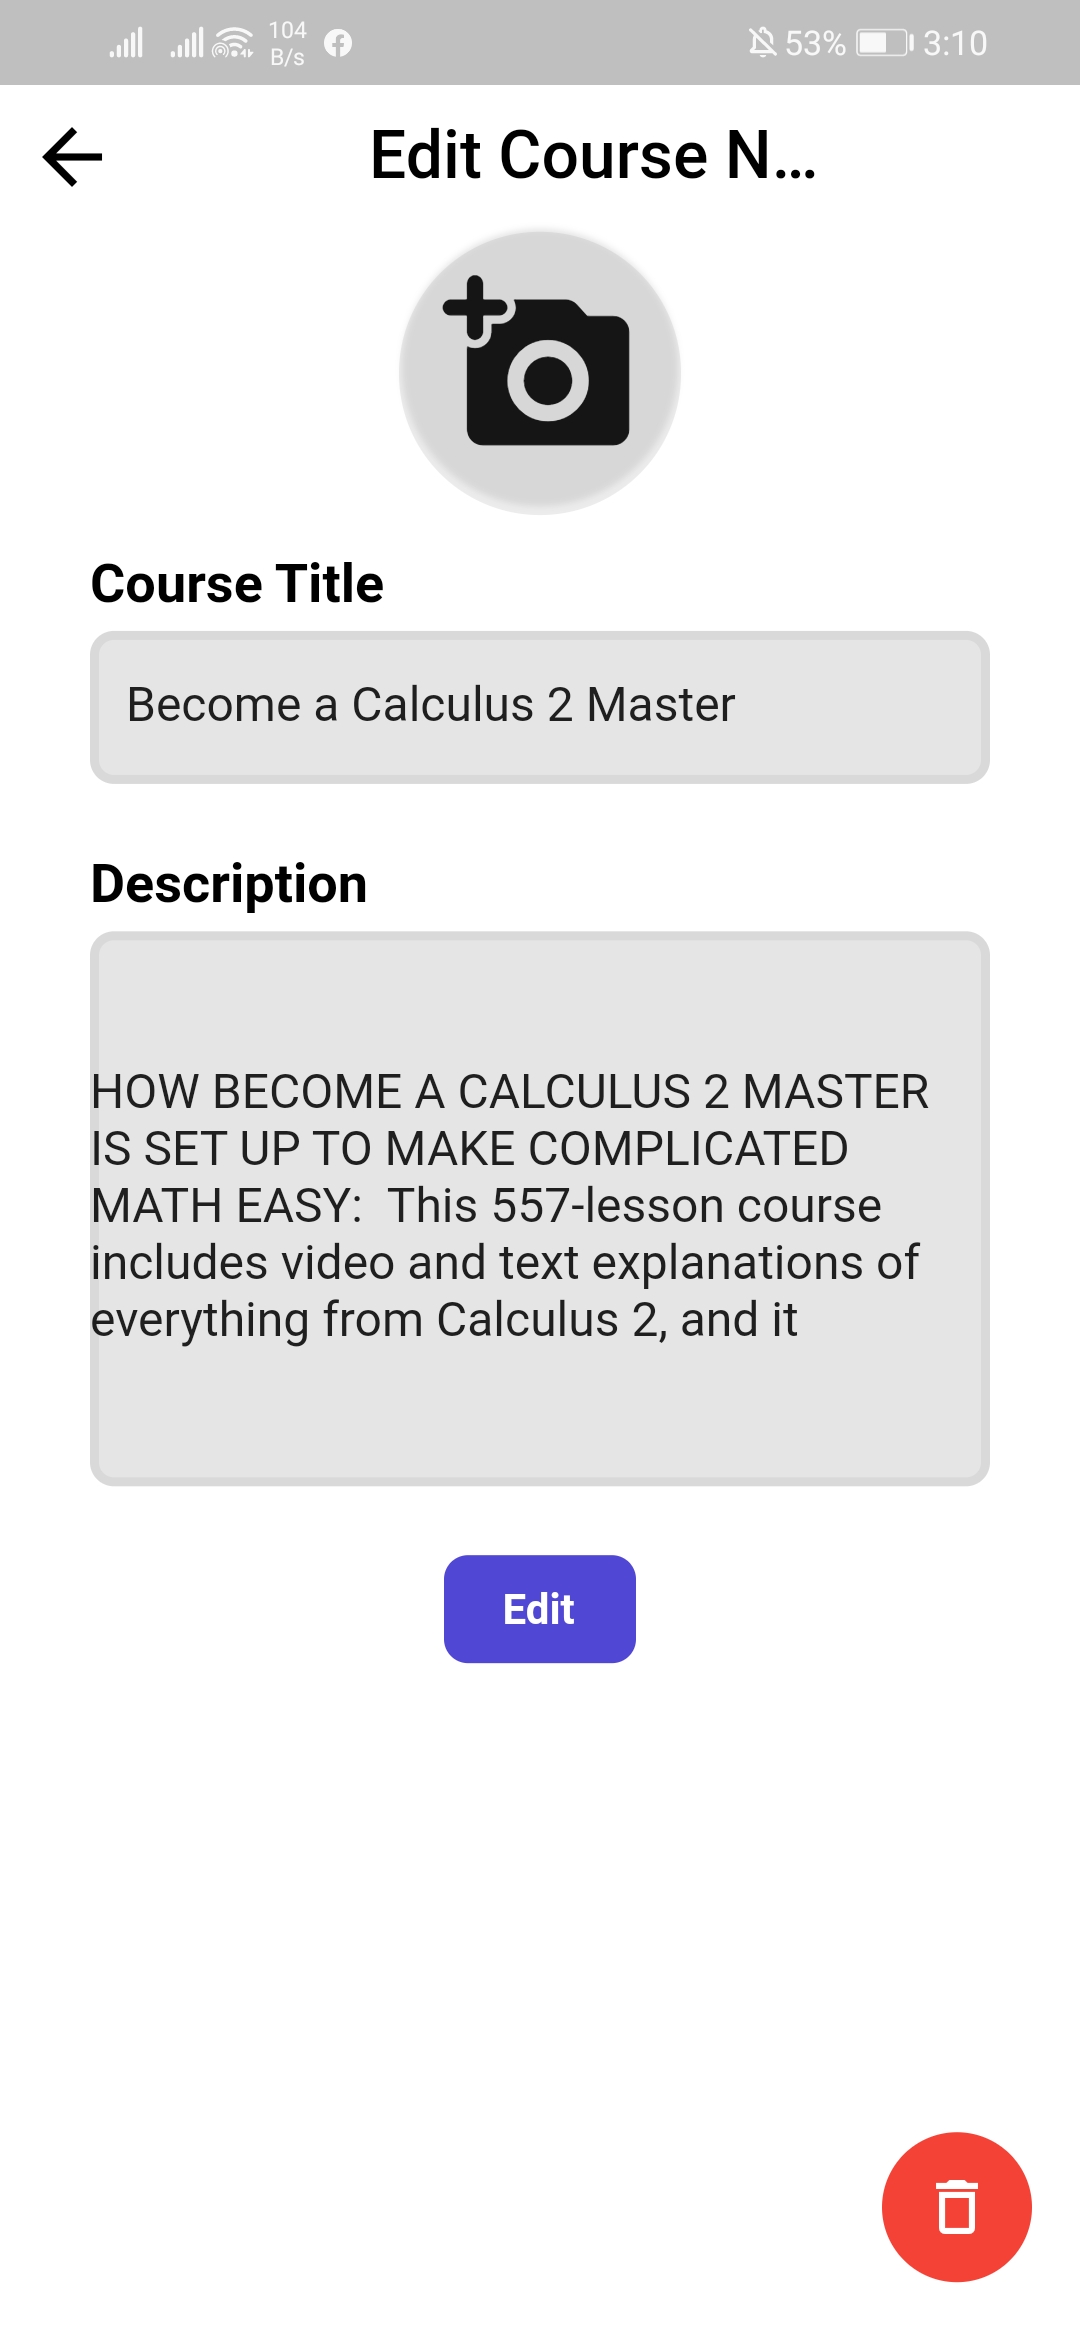 104
B/s
53%
3:10
Edit Course N...
Course Title
Become a Calculus 2 Master
Description
HOW BECOME A CALCULUS 2 MASTER
IS SET UP TO MAKE COMPLICATED
MATH EASY:  This 557-lesson course
includes video and text explanations of
everything from Calculus 2, and it
Edit